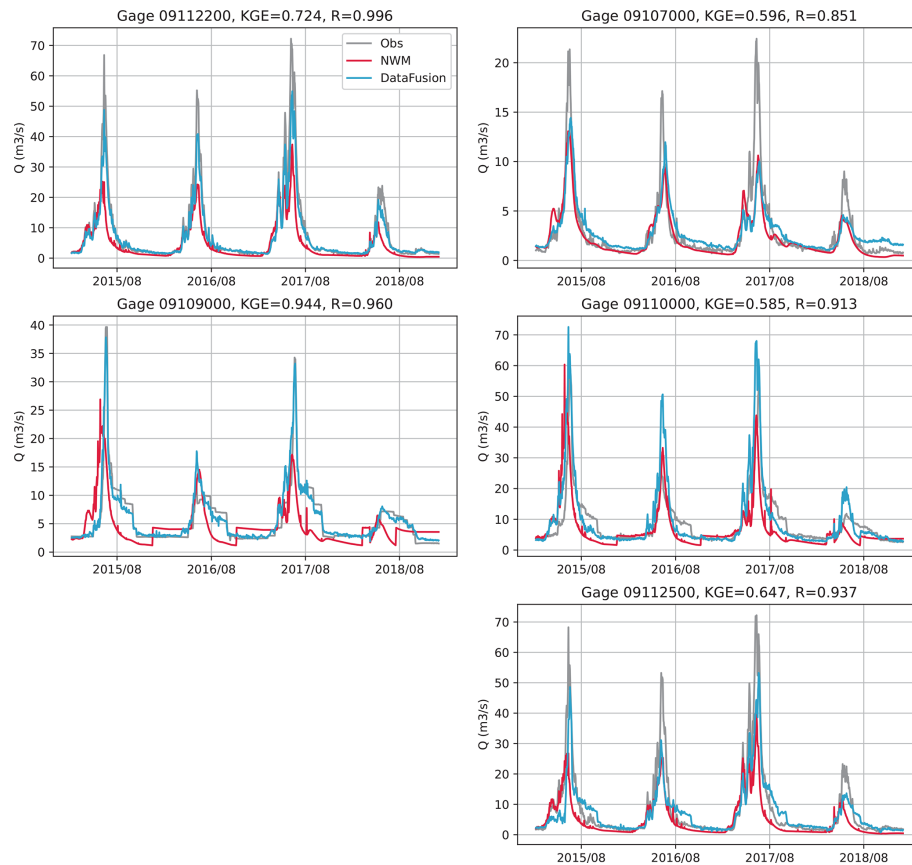 Gage 09112200, KGE=0.724, R=0.996
Q (m3/s)
70
60
50
40
30
20
10
0
Obs
NWM
DataFusion
2015/08 2016/08 2017/08 2018/08
Gage 09107000, KGE=0.596, R=0.851
Q (m3/s)
20
15
10
5
0
2015/08 2016/08 2017/08 2018/08
Gage 09109000, KGE=0.944, R=0.960
Q (m3/s)
40
35
30
25
20
15
10
5
0
2015/08 2016/08 2017/08 2018/08
Gage 09110000, KGE=0.585, R=0.913
Q (m3/s)
70
60
50
40
30
20
10
0
2015/08 2016/08 2017/08 2018/08
Gage 09112500, KGE=0.647, R=0.937
Q (m3/s)
70
60
50
40
30
20
10
0
2015/08 2016/08 2017/08 2018/08